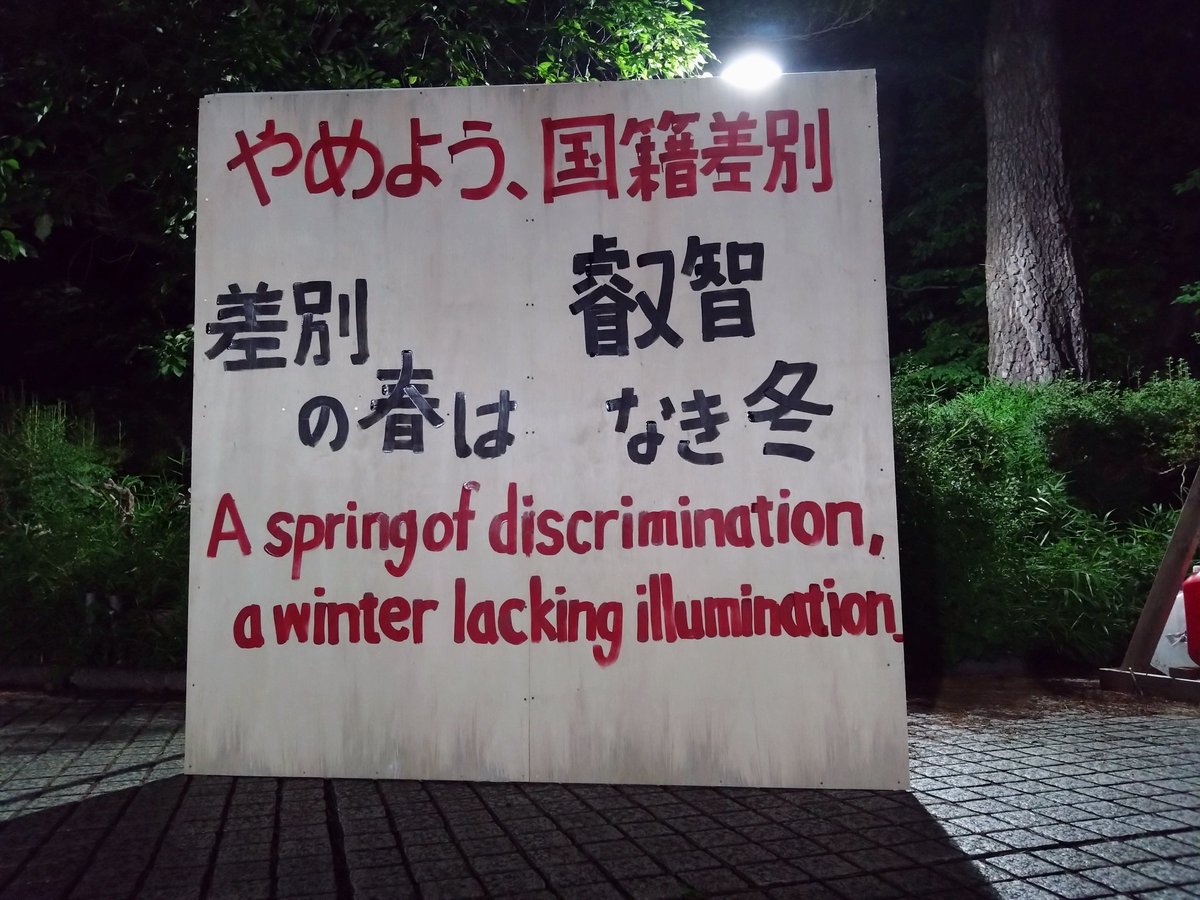 やめよう、国籍差別
差別 叡智
の春は なき冬
A spring of discrimination,
a winter lacking illumination.